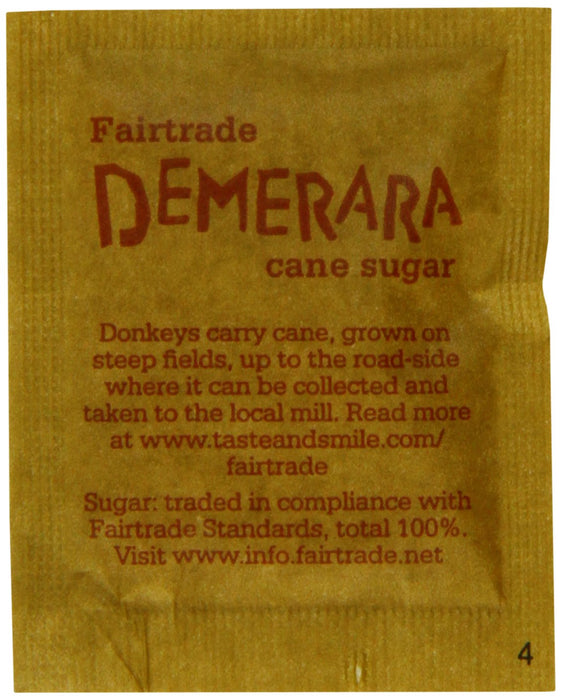 Fairtrade
DEMERARA
cane sugar
Donkeys carry cane, grown on
steep fields, up to the road-side
where it can be collected and
taken to the local mill. Read more
at www.tasteandsmile.com/
fairtrade
Sugar: traded in compliance with
Fairtrade Standards, total 100%.
Visit www.info.fairtrade.net
4